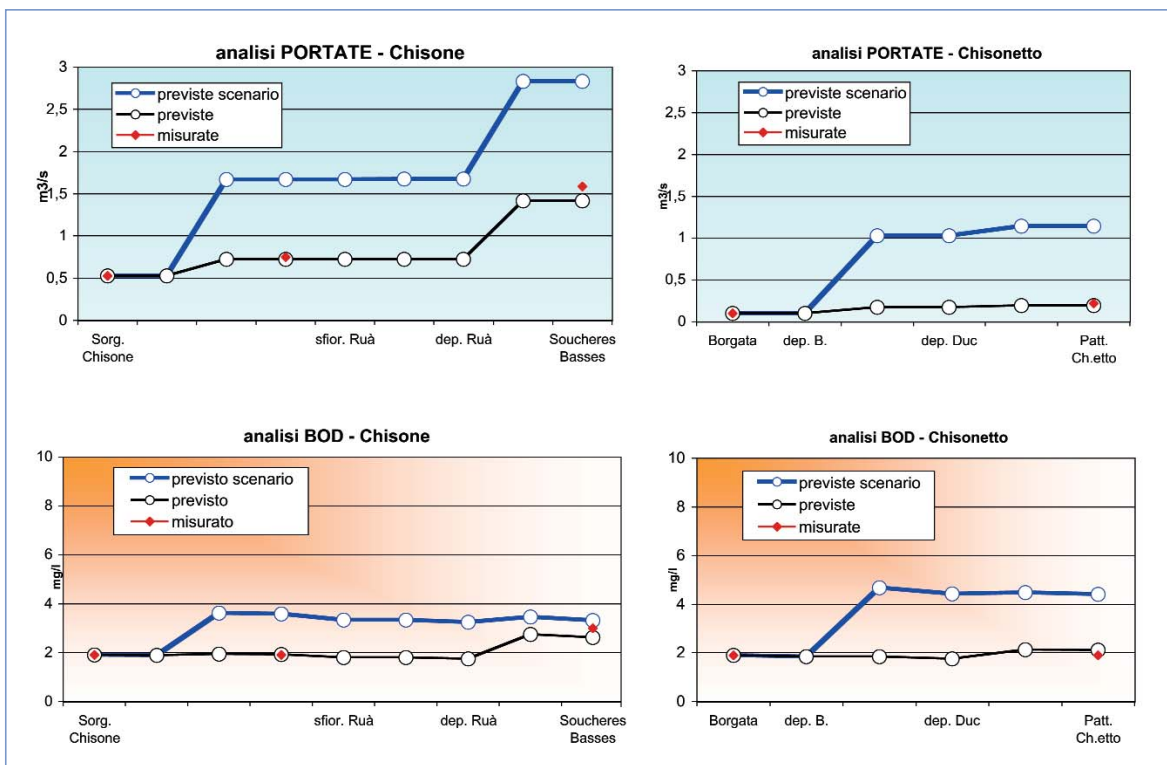 analisi PORTATE - Chisone
3
2,5
2
1,5
1
0,5
0
m3/s
previste scenario
previste
misurate
Sorg.
Chisone
sfior. Ruà
dep. Ruà
Soucheres
Basses
analisi PORTATE - Chisonetto
3
2,5
2
1,5
1
0,5
0
m3/s
previste scenario
previste
misurate
Borgata
dep. B.
dep. Duc
Patt.
Ch.etto
analisi BOD - Chisone
10
8
6
4
2
0
mg/l
previsto scenario
previsto
misurato
Sorg.
Chisone
sfior. Ruà
dep. Ruà
Soucheres
Basses
analisi BOD - Chisonetto
10
8
6
4
2
0
mg/l
previste scenario
previste
misurate
Borgata
dep. B.
dep. Duc
Patt.
Ch.etto